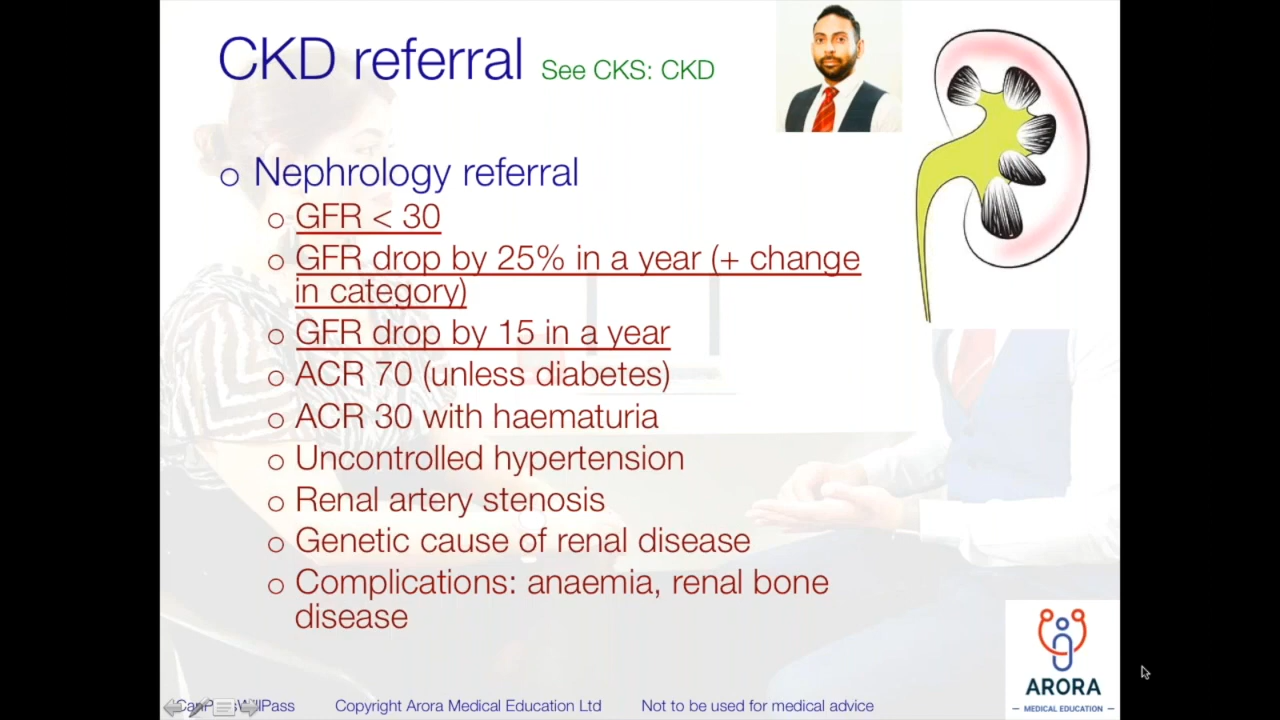 CKD referral See CKS: CKD
o Nephrology referral
o GFR < 30
o GFR drop by 25% in a year (+ change
in category)
o GFR drop by 15 in a year
o ACR 70 (unless diabetes)
o ACR 30 with haematuria
o Uncontrolled hypertension
o Renal artery stenosis
o Genetic cause of renal disease
o Complications: anaemia, renal bone
disease
ARORA
– MEDICAL EDUCATION –
Copyright Arora Medical Education Ltd
Not to be used for medical advice